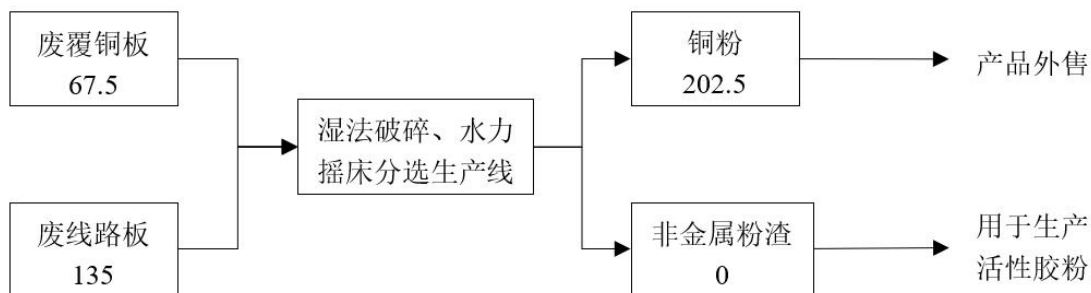 废覆铜板
67.5
废线路板
135
湿法破碎、水力
摇床分选生产线
铜粉
202.5
产品外售
非金属粉渣
0
用于生产
活性胶粉